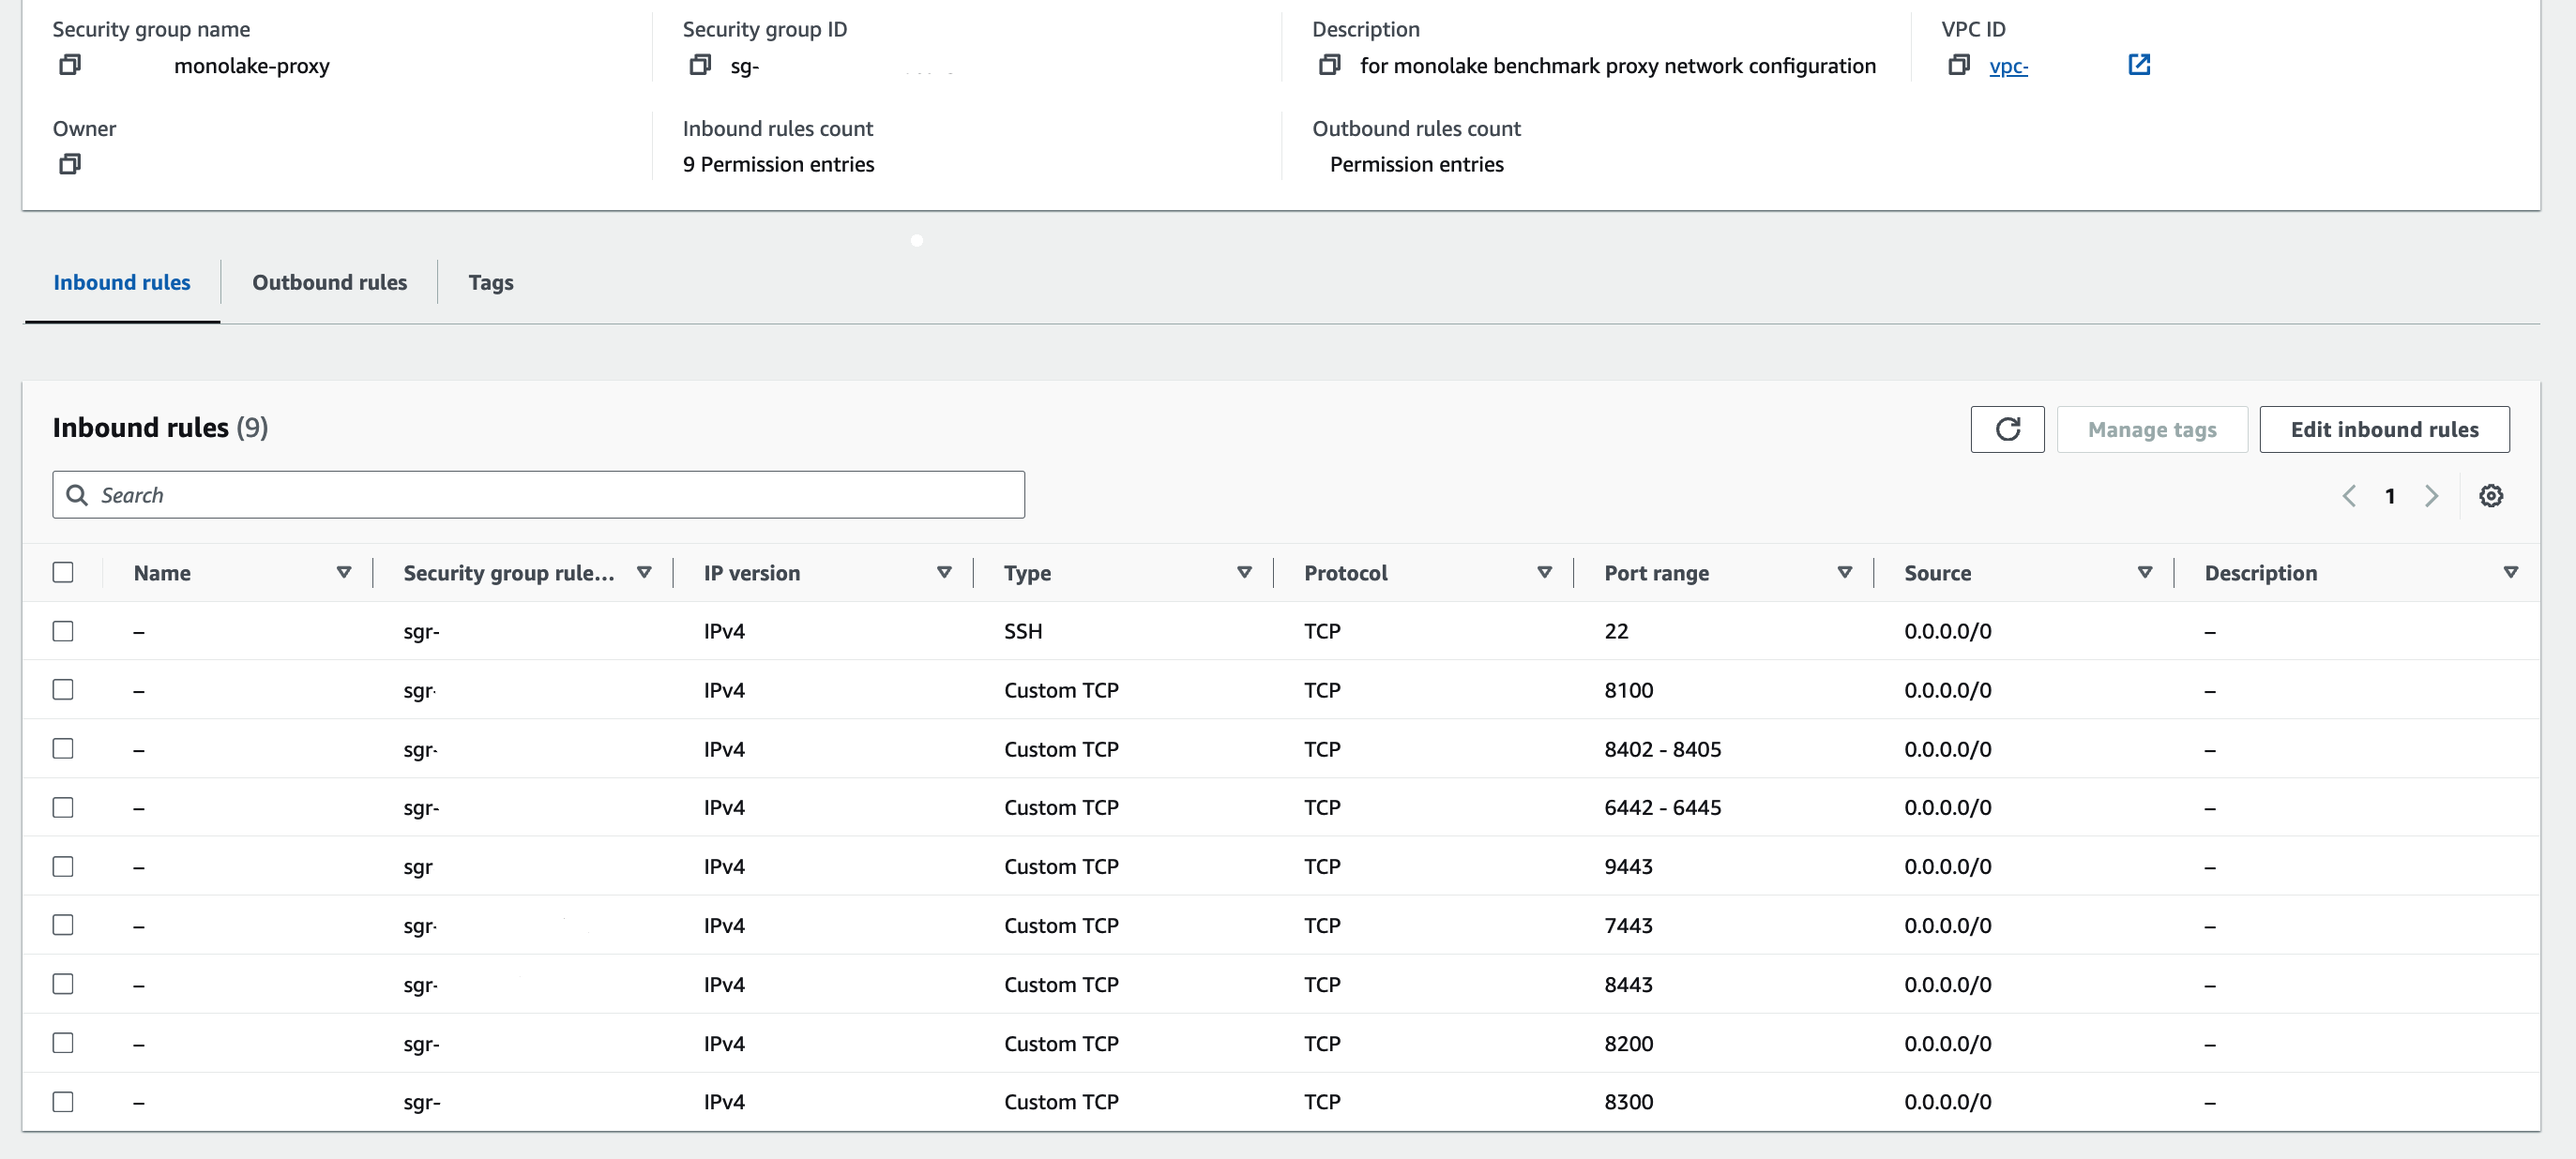 Security group name
monolake-proxy
Security group ID
sg-
Description
for monolake benchmark proxy network configuration
VPC ID
vpc-
Owner
Inbound rules count
9 Permission entries
Outbound rules count
Permission entries
Inbound rules Outbound rules Tags
Inbound rules (9)
Manage tags Edit inbound rules
Search
1
Name Security group rule... IP version Type Protocol Port range Source Description
– sgr- IPv4 SSH TCP 22 0.0.0.0/0 –
– sgr- IPv4 Custom TCP TCP 8100 0.0.0.0/0 –
– sgr- IPv4 Custom TCP TCP 8402 - 8405 0.0.0.0/0 –
– sgr- IPv4 Custom TCP TCP 6442 - 6445 0.0.0.0/0 –
– sgr IPv4 Custom TCP TCP 9443 0.0.0.0/0 –
– sgr- IPv4 Custom TCP TCP 7443 0.0.0.0/0 –
– sgr- IPv4 Custom TCP TCP 8443 0.0.0.0/0 –
– sgr- IPv4 Custom TCP TCP 8200 0.0.0.0/0 –
– sgr- IPv4 Custom TCP TCP 8300 0.0.0.0/0 –